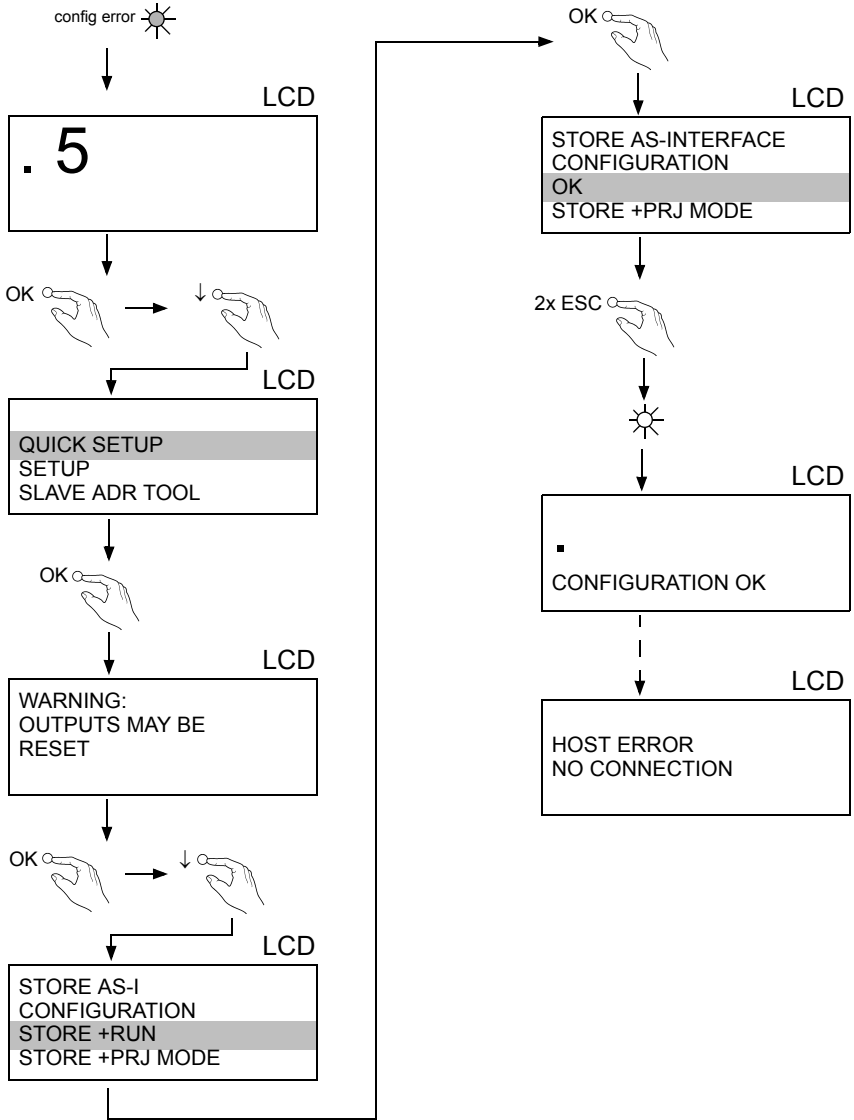 config error
LCD
. 5
OK
↓
LCD
QUICK SETUP
SETUP
SLAVE ADR TOOL
OK
LCD
WARNING:
OUTPUTS MAY BE
RESET
OK
↓
LCD
STORE AS-I
CONFIGURATION
STORE +RUN
STORE +PRJ MODE
OK
LCD
STORE AS-INTERFACE
CONFIGURATION
OK
STORE +PRJ MODE
2x ESC
LCD
.
CONFIGURATION OK
LCD
HOST ERROR
NO CONNECTION